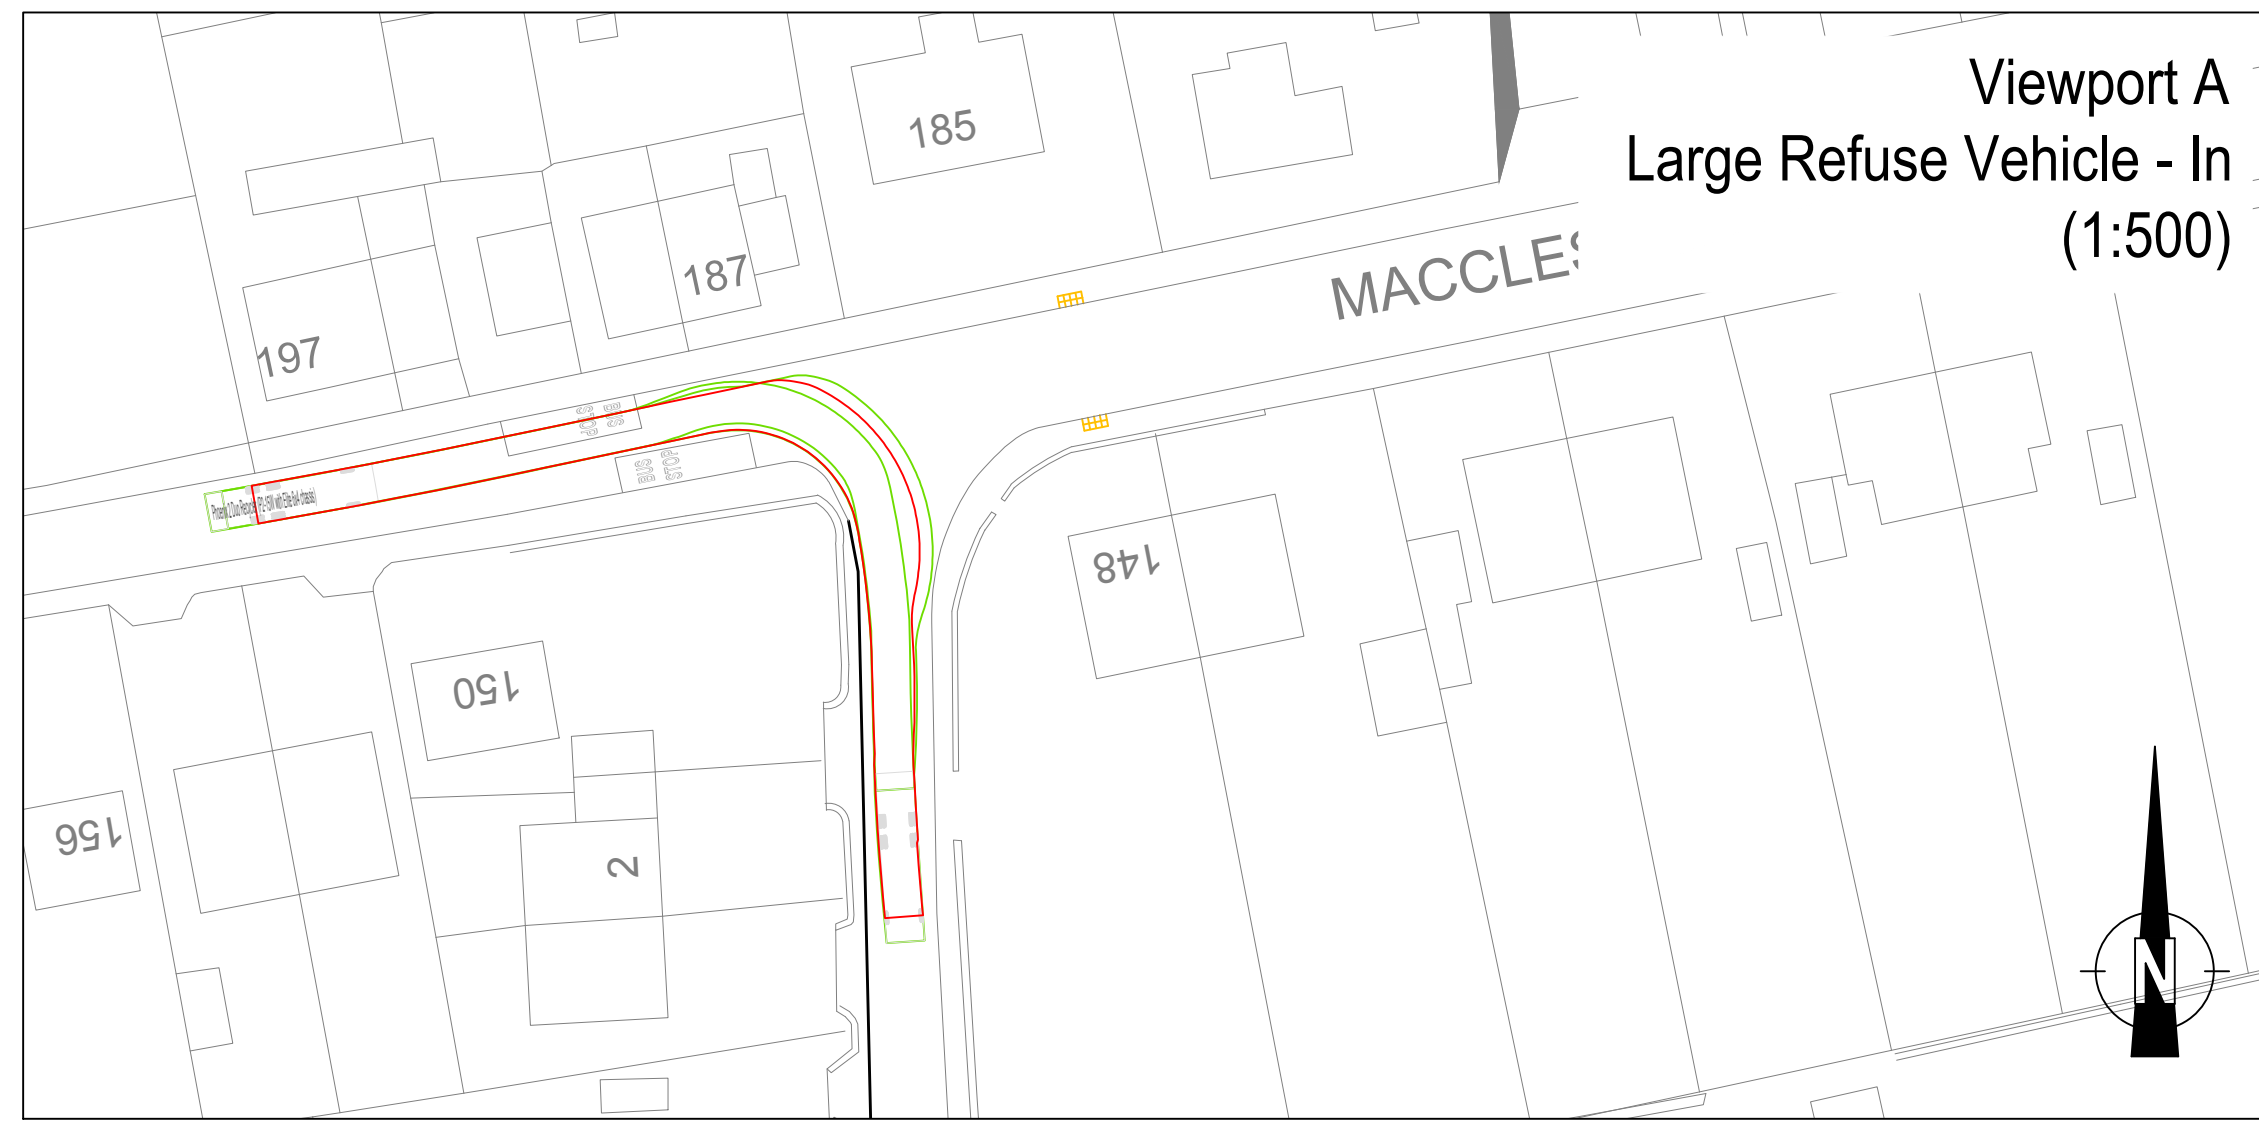 Viewport A
Large Refuse Vehicle - In
(1:500)
185
187
197
MACCLES
BUS
STOP
BUS
STOP
148
150
156
2
N